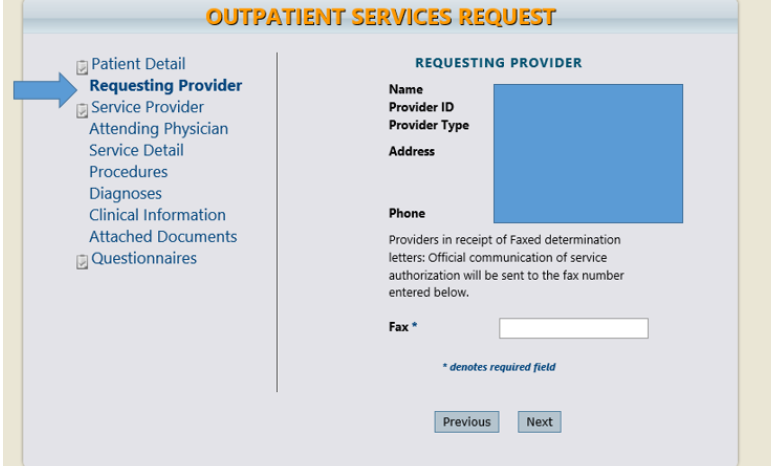 OUTPATIENT SERVICES REQUEST
Patient Detail
Requesting Provider
Service Provider
Attending Physician
Service Detail
Procedures
Diagnoses
Clinical Information
Attached Documents
Questionnaires
REQUESTING PROVIDER
Name
Provider ID
Provider Type
Address
Phone
Providers in receipt of Faxed determination
letters: Official communication of service
authorization will be sent to the fax number
entered below.
Fax *
* denotes required field
Previous Next